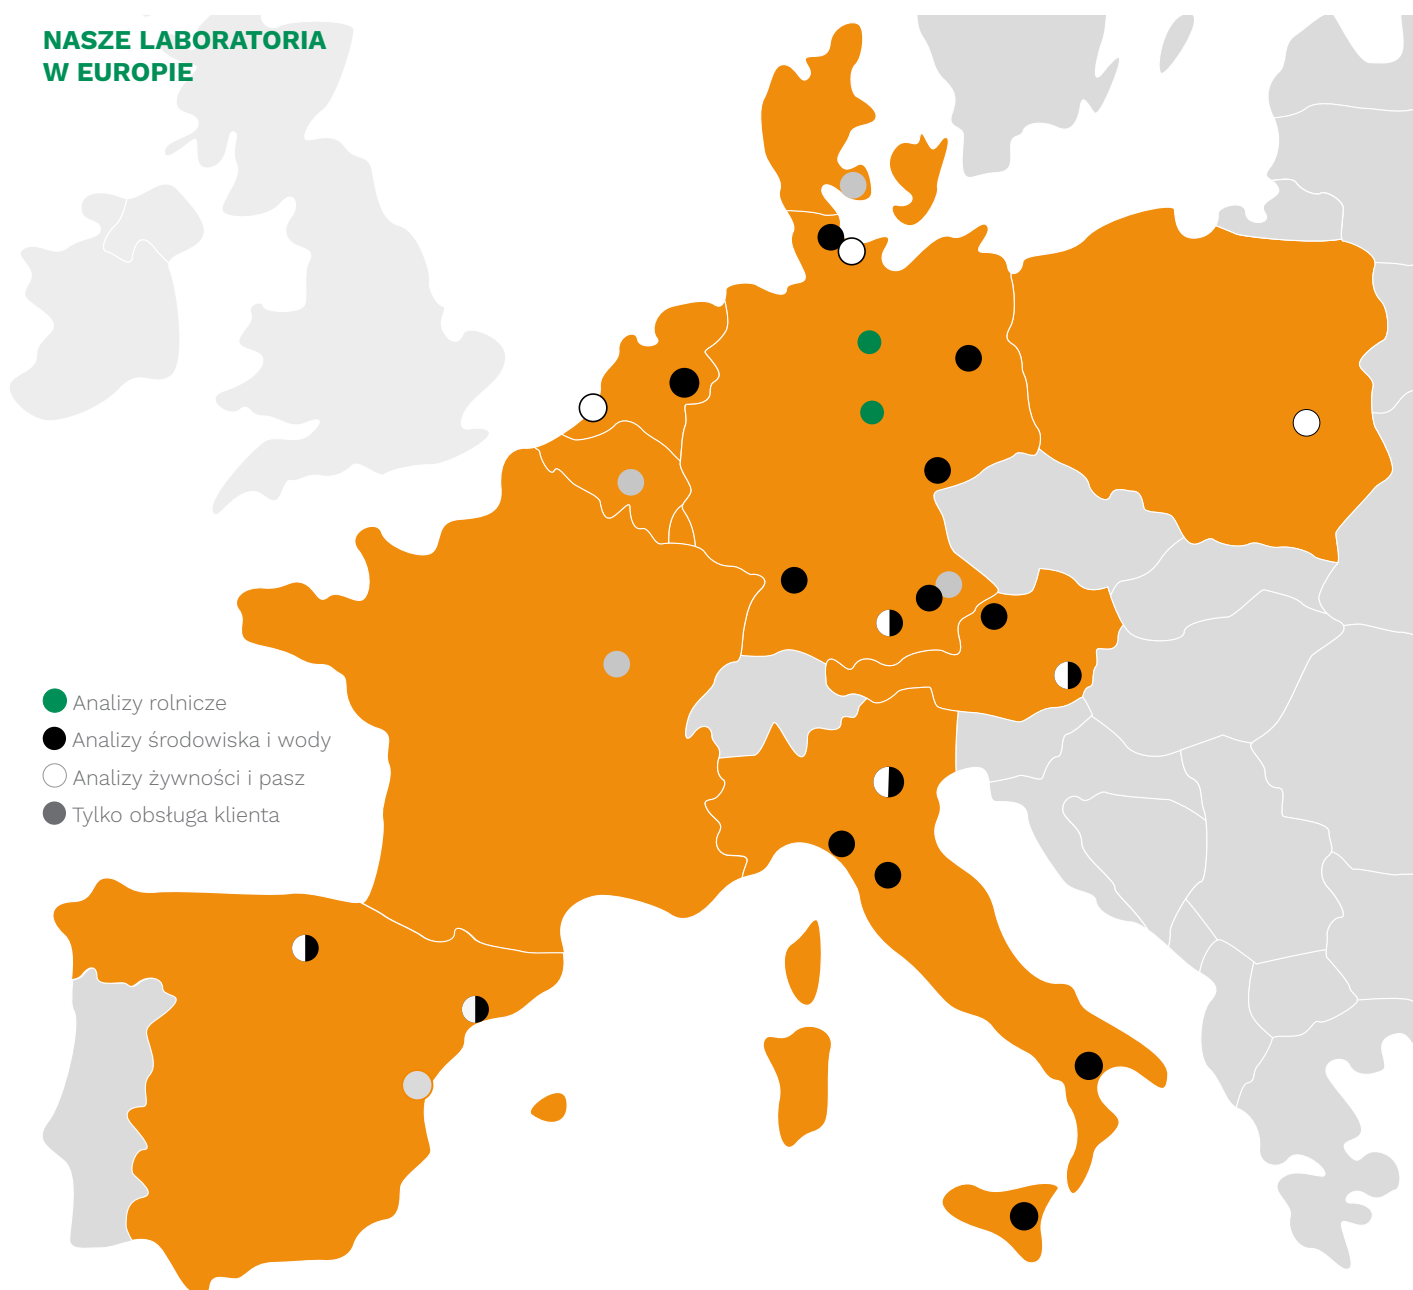 NASZE LABORATORIA
W EUROPIE
Analizy rolnicze
Analizy środowiska i wody
Analizy żywności i pasz
Tylko obsługa klienta